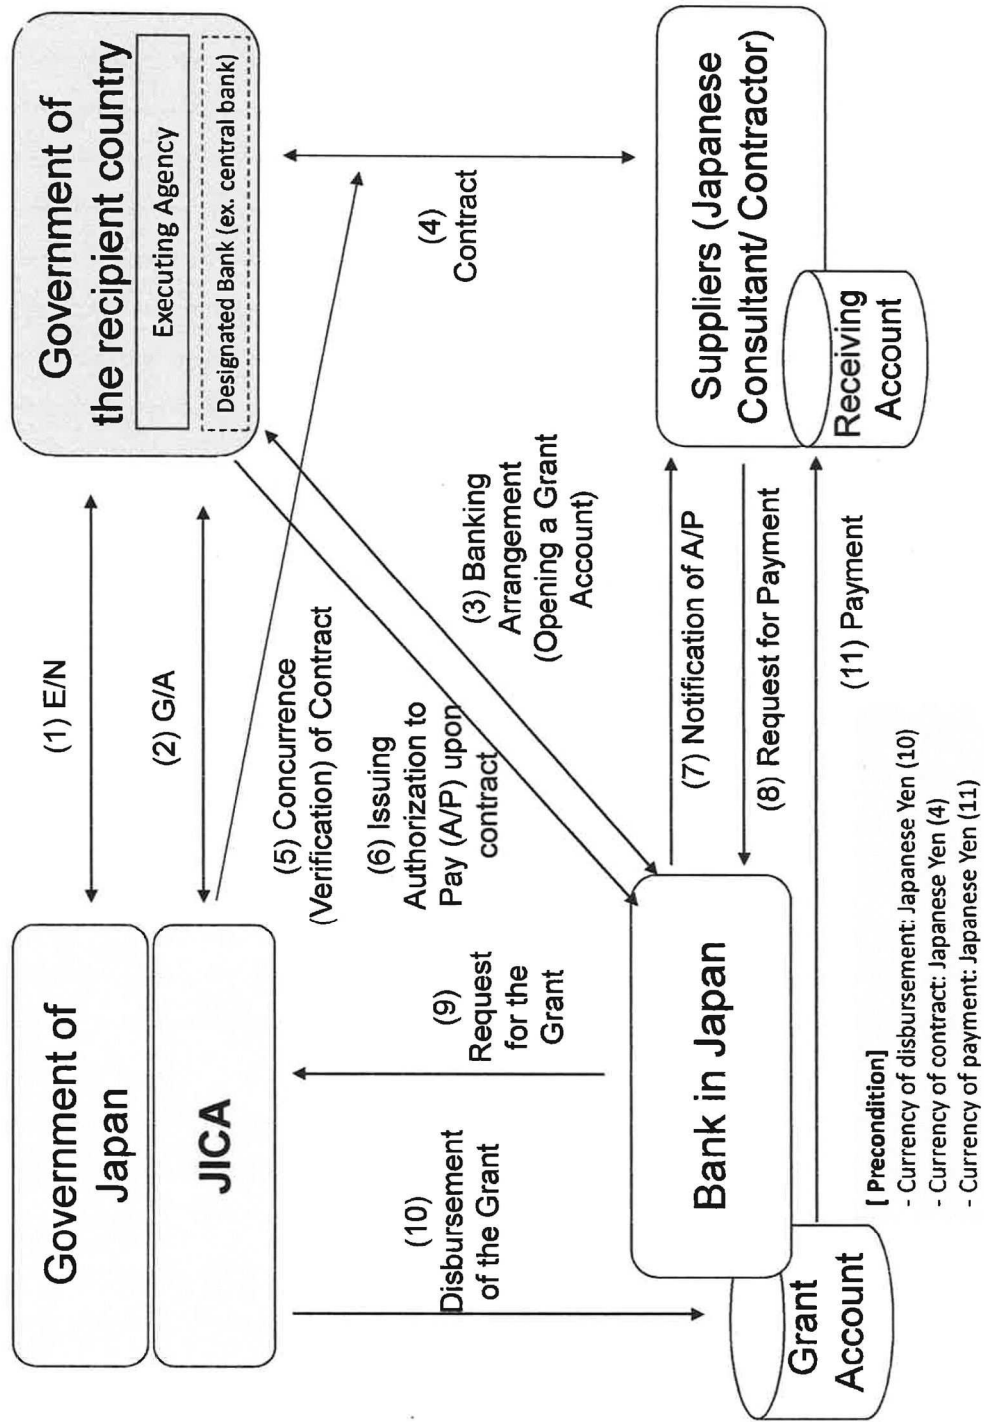 Government of
Japan
JICA
(1) E/N
(2) G/A
Government of
the recipient country
Executing Agency
Designated Bank (ex. central bank)
(5) Concurrence
(Verification) of Contract
(6) Issuing
Authorization to
Pay (A/P) upon
contract
(3) Banking
Arrangement
(Opening a Grant
Account)
(4)
Contract
(9)
Request
for the
Grant
(10)
Disbursement
of the Grant
Bank in Japan
Grant
Account
(7) Notification of A/P
(8) Request for Payment
(11) Payment
Suppliers (Japanese
Consultant/ Contractor)
Receiving
Account
[ Precondition]
- Currency of disbursement: Japanese Yen (10)
- Currency of contract: Japanese Yen (4)
- Currency of payment: Japanese Yen (11)